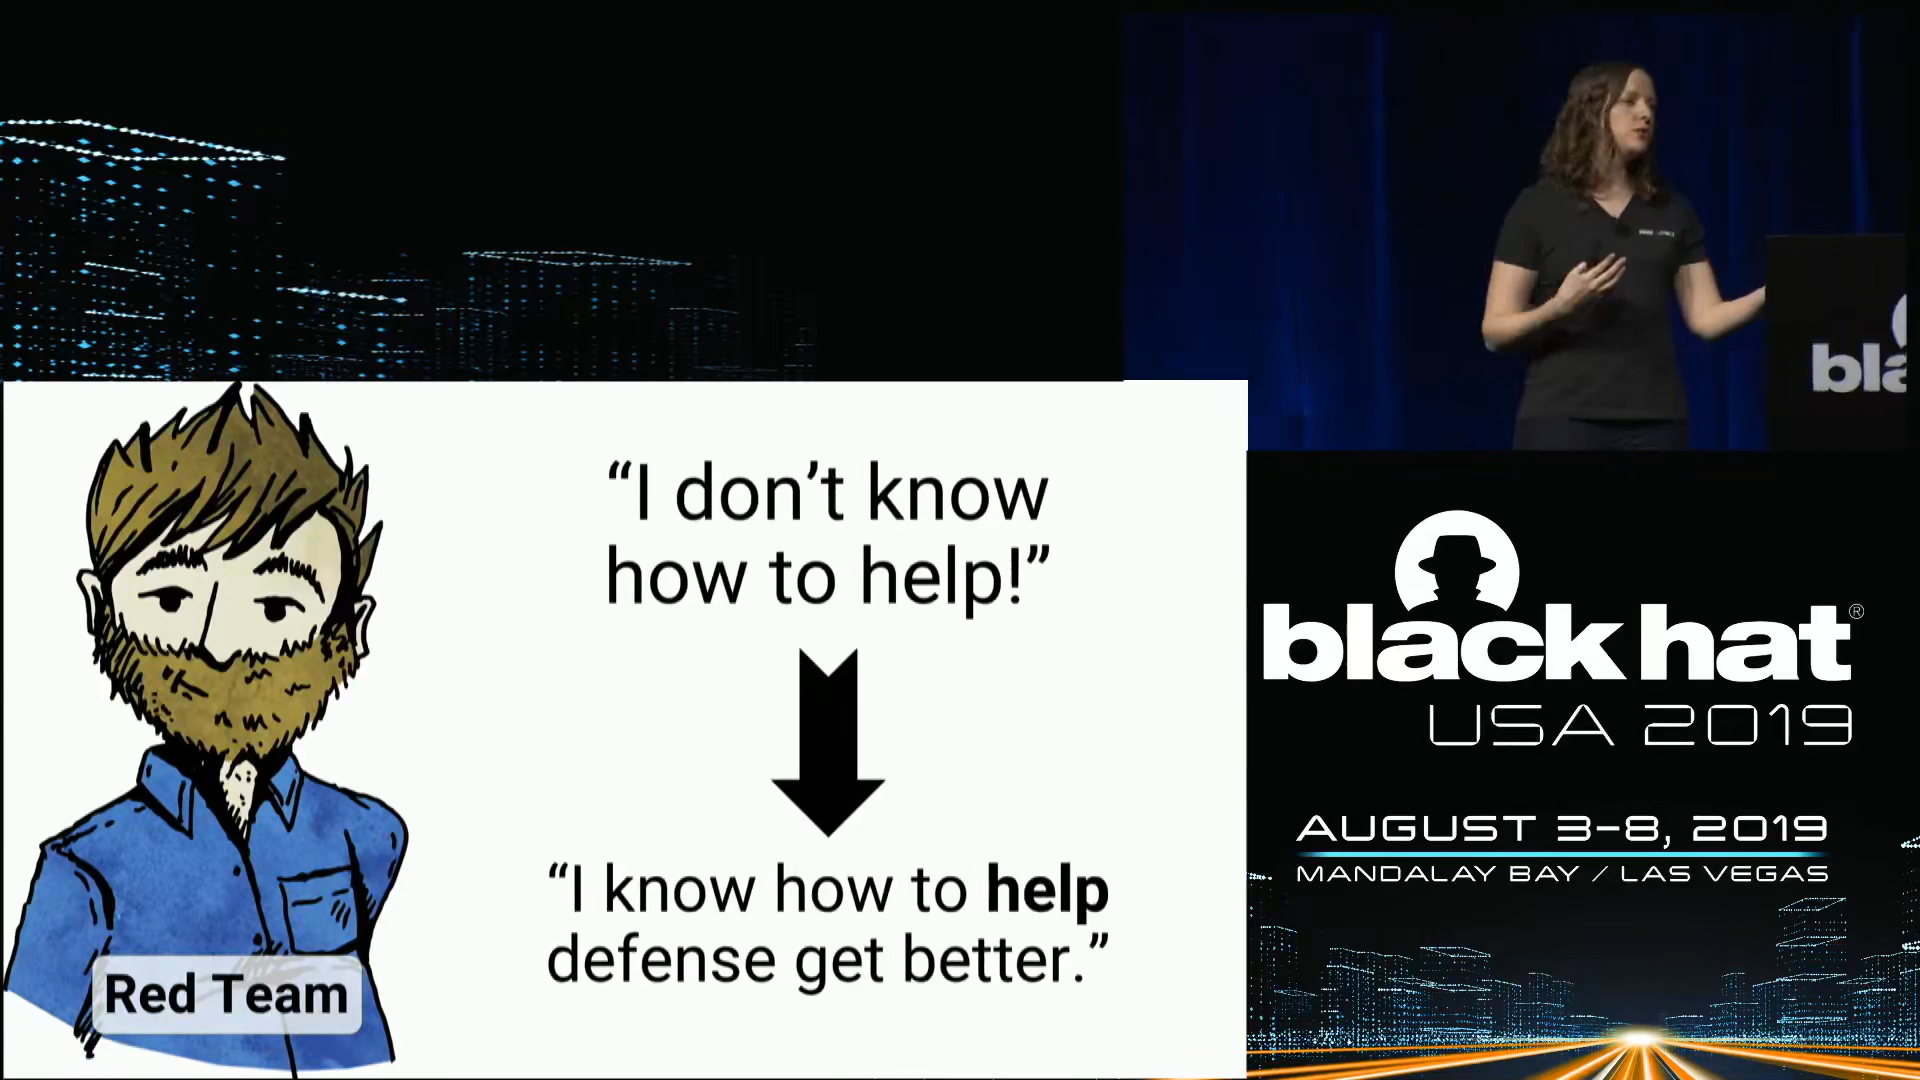 “I don’t know
how to help!”
“I know how to help
defense get better.”
Red Team
bla
black hat®
USA 2019
AUGUST 3-8, 2019
MANDALAY BAY / LAS VEGAS